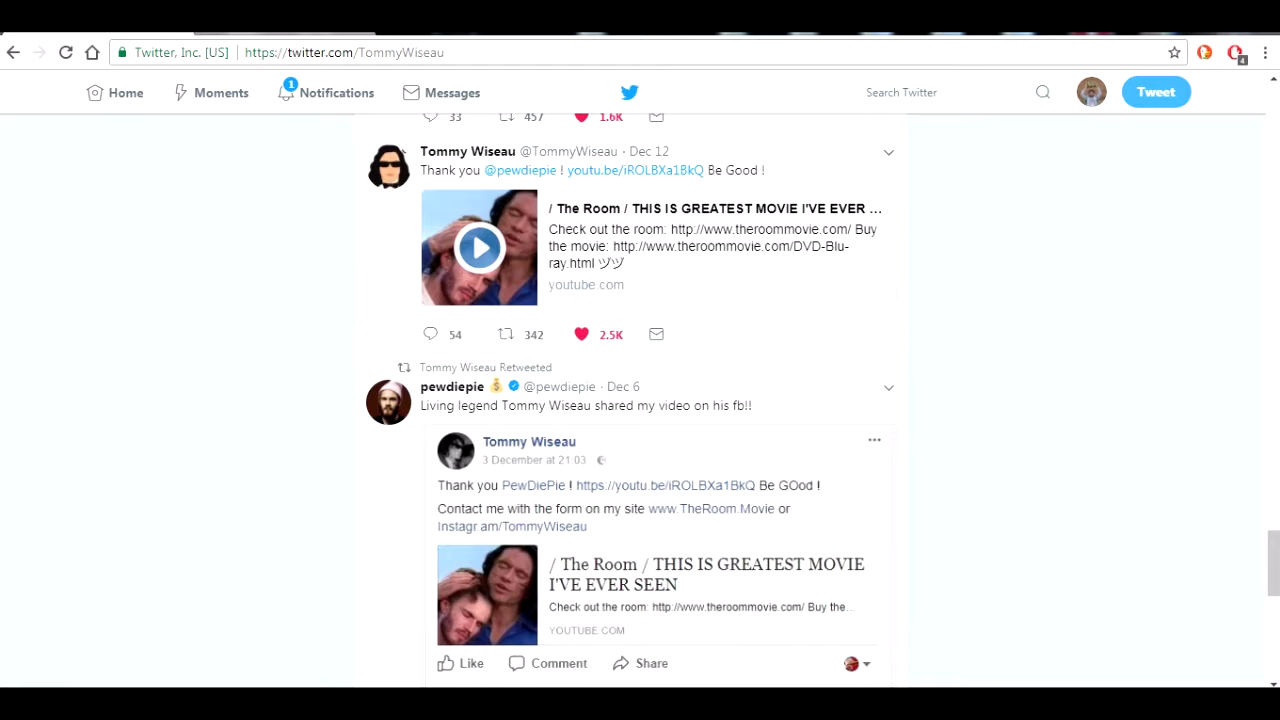 Twitter, Inc. [US] https://twitter.com/TommyWiseau
4
Home Moments 1 Notifications Messages Search Twitter Tweet
33 457 1.6K
Tommy Wiseau @TommyWiseau · Dec 12
Thank you @pewdiepie ! youtu.be/iROLBXa1BkQ Be Good !
/ The Room / THIS IS GREATEST MOVIE I'VE EVER ...
Check out the room: http://www.theroommovie.com/ Buy
the movie: http://www.theroommovie.com/DVD-Blu-
ray.html ヅヅ
youtube.com
54 342 2.5K
Tommy Wiseau Retweeted
pewdiepie 💰 @pewdiepie · Dec 6
Living legend Tommy Wiseau shared my video on his fb!!
Tommy Wiseau
3 December at 21:03
Thank you PewDiePie ! https://youtu.be/iROLBXa1BkQ Be GOod !
Contact me with the form on my site www.TheRoom.Movie or
Instagr am/TommyWiseau
/ The Room / THIS IS GREATEST MOVIE
I'VE EVER SEEN
Check out the room: http://www.theroommovie.com/ Buy the...
YOUTUBE.COM
Like Comment Share